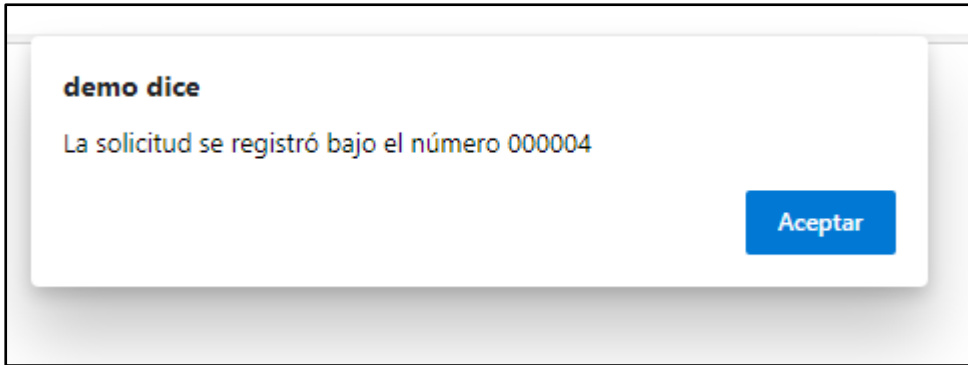 demo dice
La solicitud se registró bajo el número 000004
Aceptar